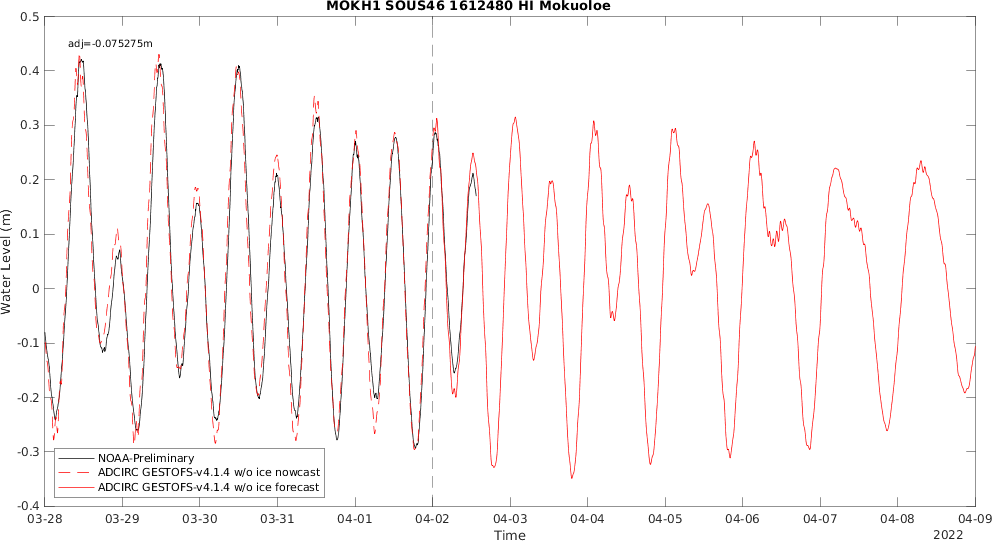 MOKH1 SOUS46 1612480 HI Mokuoloe
adj=-0.075275m
0.5
0.4
0.3
0.2
0.1
0
-0.1
-0.2
-0.3
-0.4
Water Level (m)
NOAA-Preliminary
ADCIRC GESTOFS-v4.1.4 w/o ice nowcast
ADCIRC GESTOFS-v4.1.4 w/o ice forecast
03-28 03-29 03-30 03-31 04-01 04-02 04-03 04-04 04-05 04-06 04-07 04-08 04-09
Time
2022